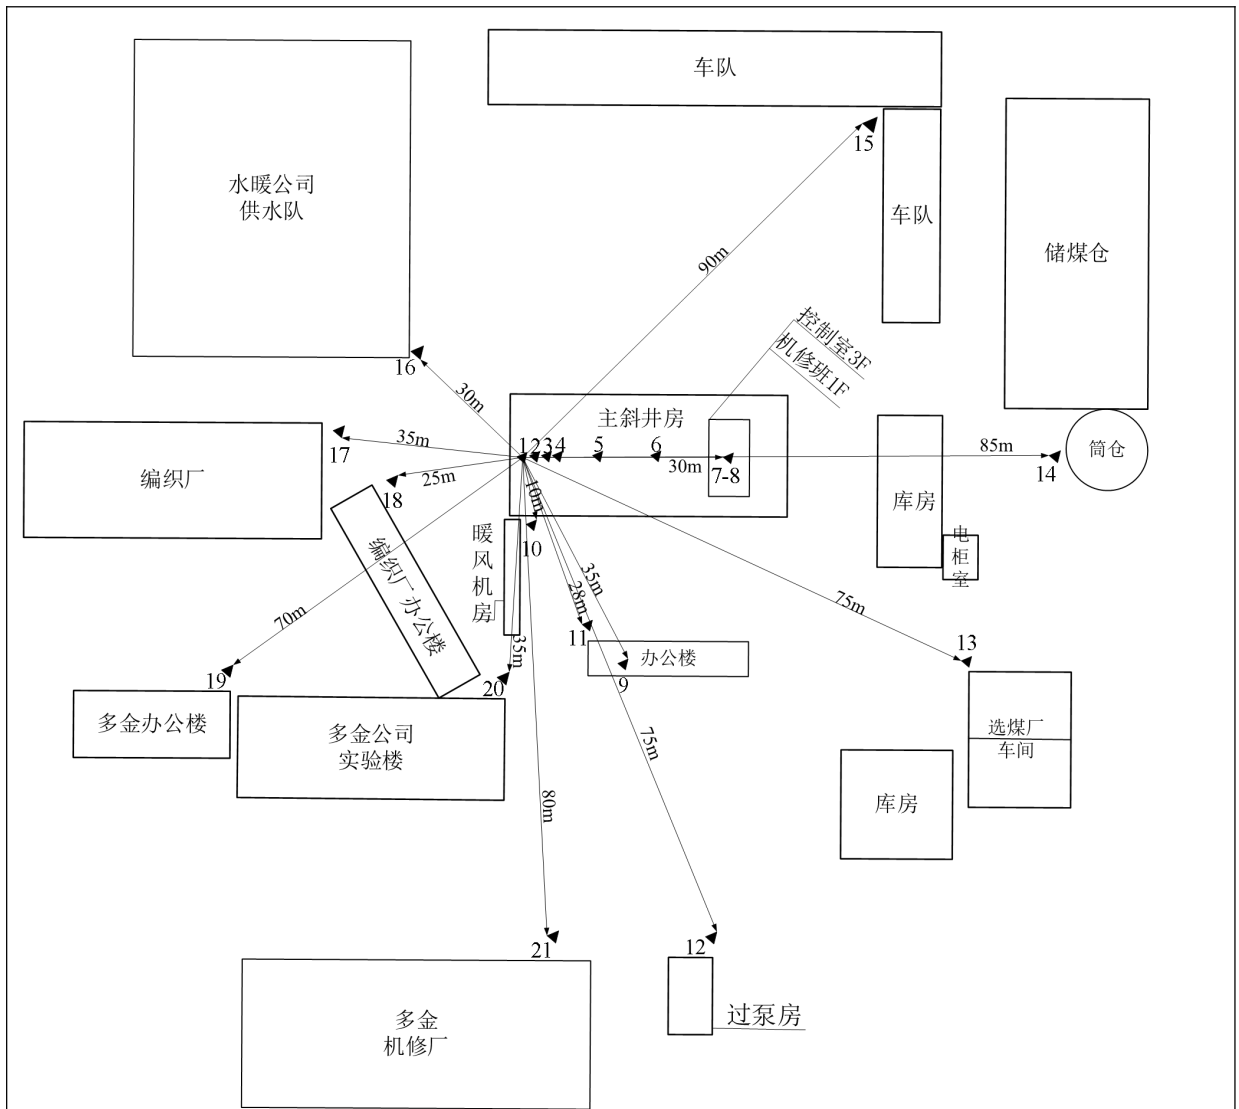 车队
水暖公司
供水队
15
车队
储煤仓
90m
控制室3F
机修班1F
16
30m
主斜井房
17
35m
1
2
3
4
5
6
30m
7-8
85m
14
筒仓
编织厂
18
25m
10m
库房
电
柜
室
暖
风
机
房
10
编织厂办公楼
35m
28m
75m
70m
11
13
35m
办公楼
9
19
20
多金办公楼
多金公司
实验楼
75m
选煤厂
车间
80m
库房
21
12
过泵房
多金
机修厂